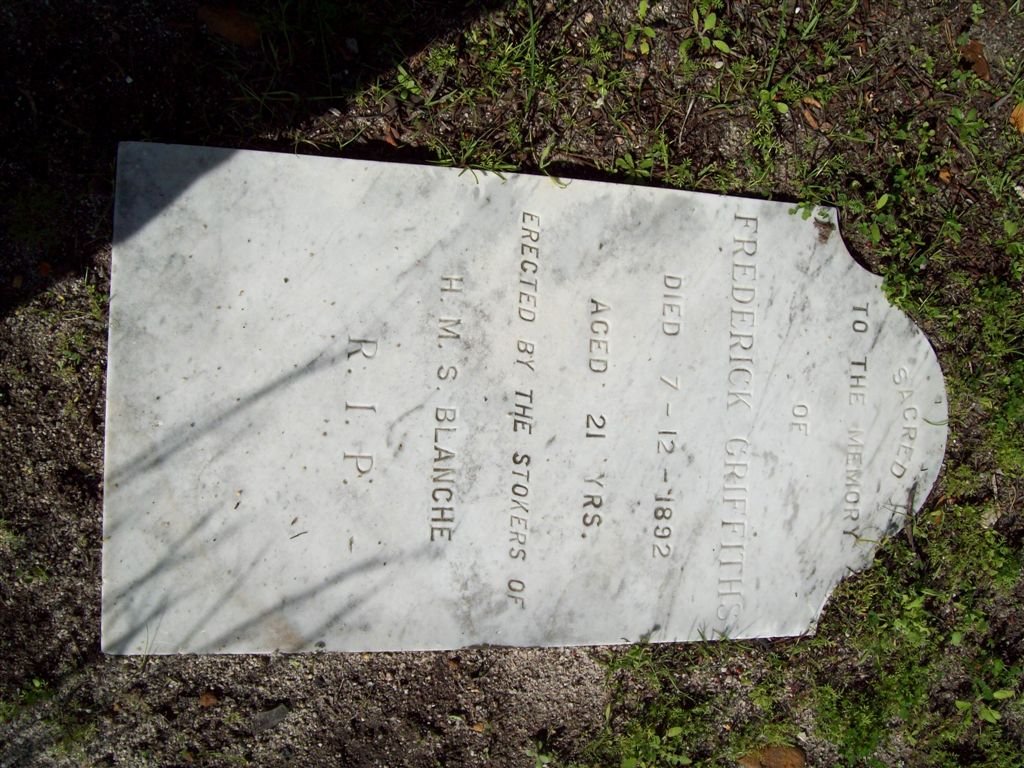 SACRED
TO THE MEMORY
OF
FREDERICK GRIFFITHS
DIED 7-12-1892
AGED 21 YRS.
ERECTED BY THE STOKERS OF
H. M. S. BLANCHE
R. I. P.